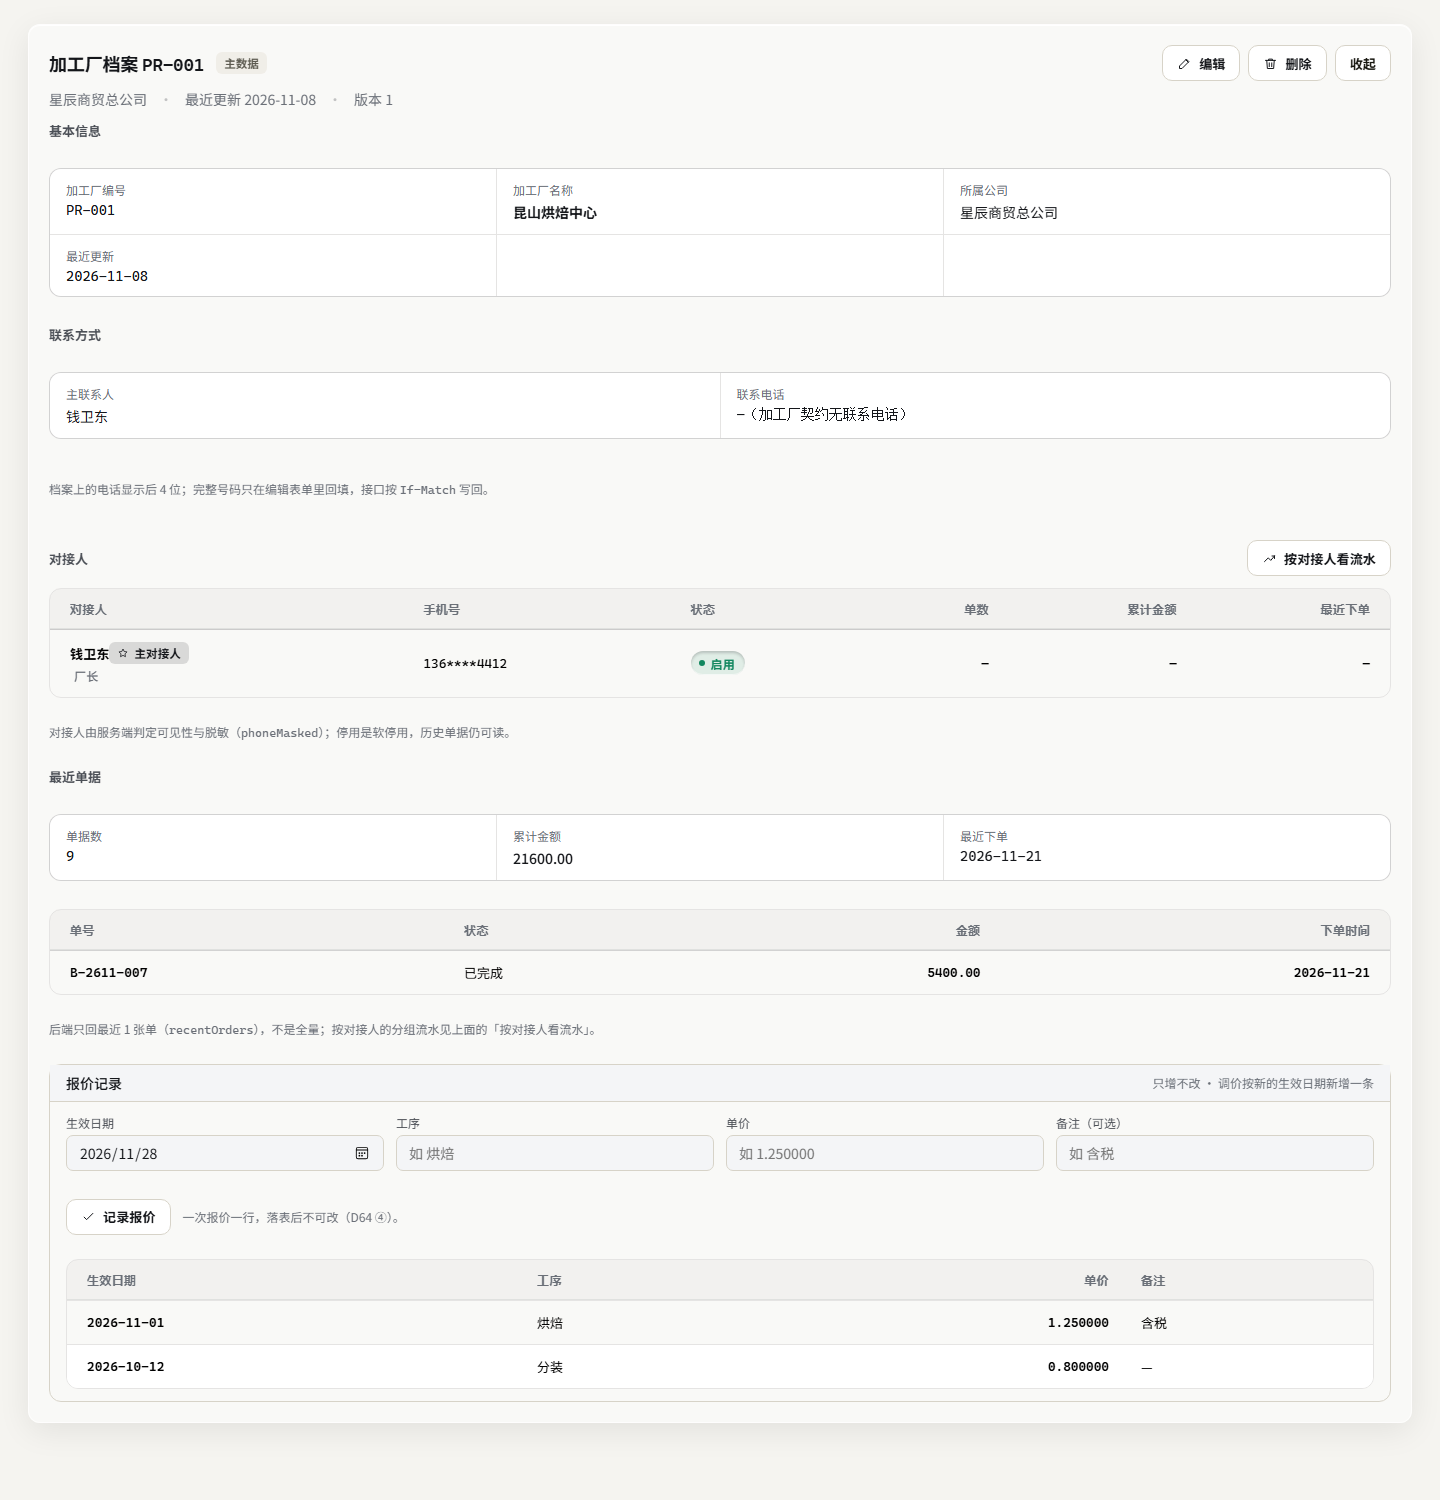 加工厂档案 PR-001 主数据 编辑 删除 收起
星辰商贸总公司 • 最近更新 2026-11-08 • 版本 1
基本信息
加工厂编号 加工厂名称 所属公司
PR-001 昆山烘焙中心 星辰商贸总公司
最近更新
2026-11-08
联系方式
主联系人 联系电话
钱卫东 —（加工厂契约无联系电话）
档案上的电话显示后 4 位；完整号码只在编辑表单里回填，接口按 If-Match 写回。
对接人 按对接人看流水
对接人 手机号 状态 单数 累计金额 最近下单
钱卫东 主对接人 136****4412 启用 — — —
厂长
对接人由服务端判定可见性与脱敏（phoneMasked）；停用是软停用，历史单据仍可读。
最近单据
单据数 累计金额 最近下单
9 21600.00 2026-11-21
单号 状态 金额 下单时间
B-2611-007 已完成 5400.00 2026-11-21
后端只回最近 1 张单（recentOrders），不是全量；按对接人的分组流水见上面的「按对接人看流水」。
报价记录 只增不改 • 调价按新的生效日期新增一条
生效日期 工序 单价 备注（可选）
2026/11/28 如 烘焙 如 1.250000 如 含税
记录报价 一次报价一行，落表后不可改（D64 ④）。
生效日期 工序 单价 备注
2026-11-01 烘焙 1.250000 含税
2026-10-12 分装 0.800000 —